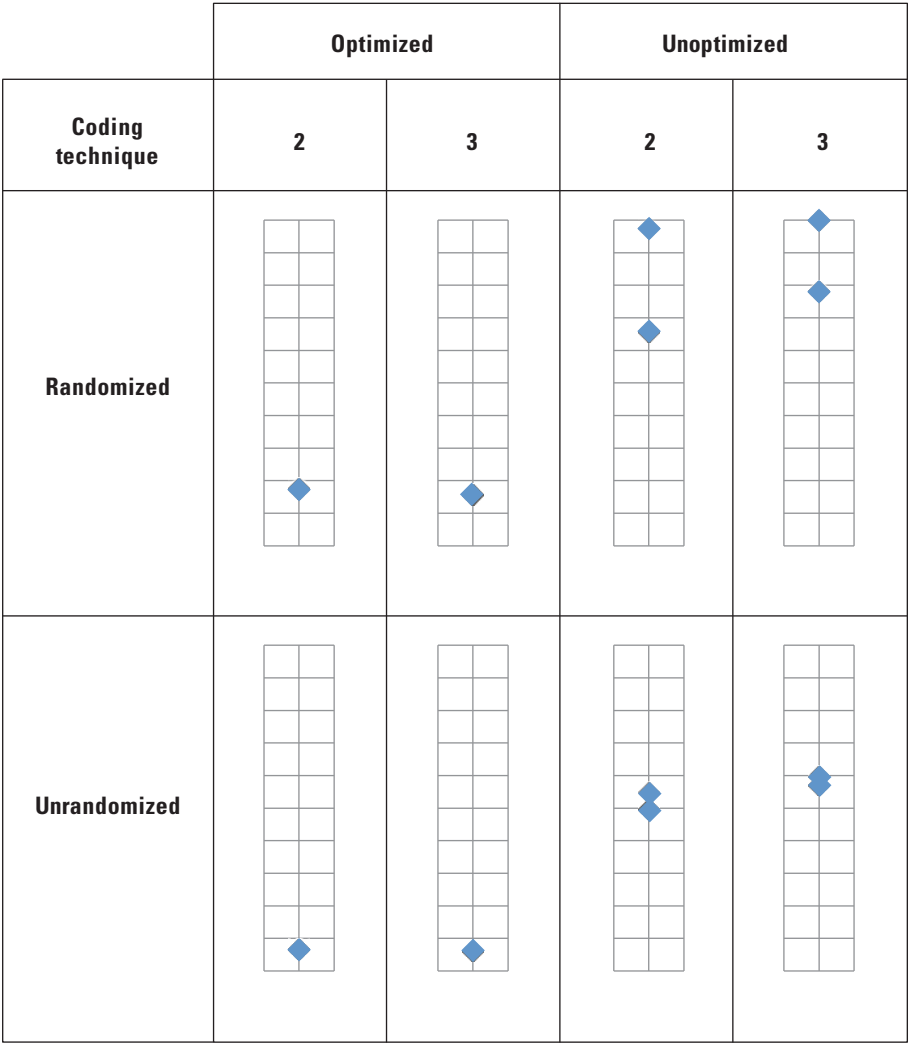 Optimized Unoptimized
Coding
technique
2 3 2 3
Randomized
Unrandomized